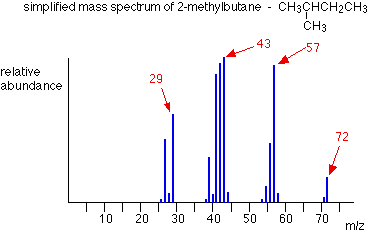 simplified mass spectrum of 2-methylbutane - CH3CHCH2CH3
CH3
43
57
relative
abundance
29
72
10 20 30 40 50 60 70 m/z